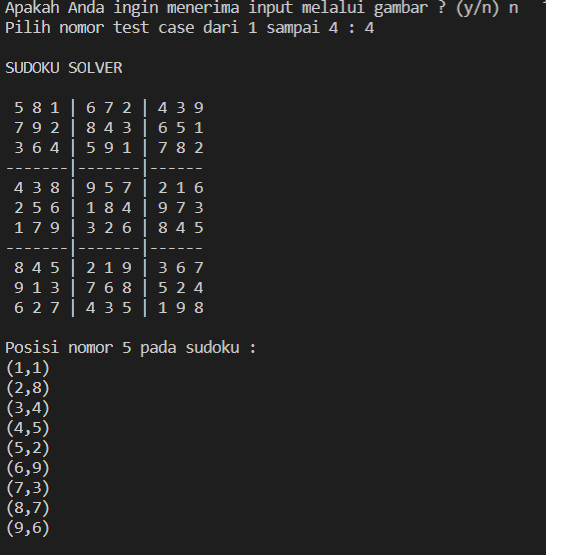 Apakah Anda ingin menerima input melalui gambar ? (y/n) n
Pilih nomor test case dari 1 sampai 4 : 4
SUDOKU SOLVER
5 8 1 | 6 7 2 | 4 3 9
7 9 2 | 8 4 3 | 6 5 1
3 6 4 | 5 9 1 | 7 8 2
-------|-------|------
4 3 8 | 9 5 7 | 2 1 6
2 5 6 | 1 8 4 | 9 7 3
1 7 9 | 3 2 6 | 8 4 5
-------|-------|------
8 4 5 | 2 1 9 | 3 6 7
9 1 3 | 7 6 8 | 5 2 4
6 2 7 | 4 3 5 | 1 9 8
Posisi nomor 5 pada sudoku :
(1,1)
(2,8)
(3,4)
(4,5)
(5,2)
(6,9)
(7,3)
(8,7)
(9,6)